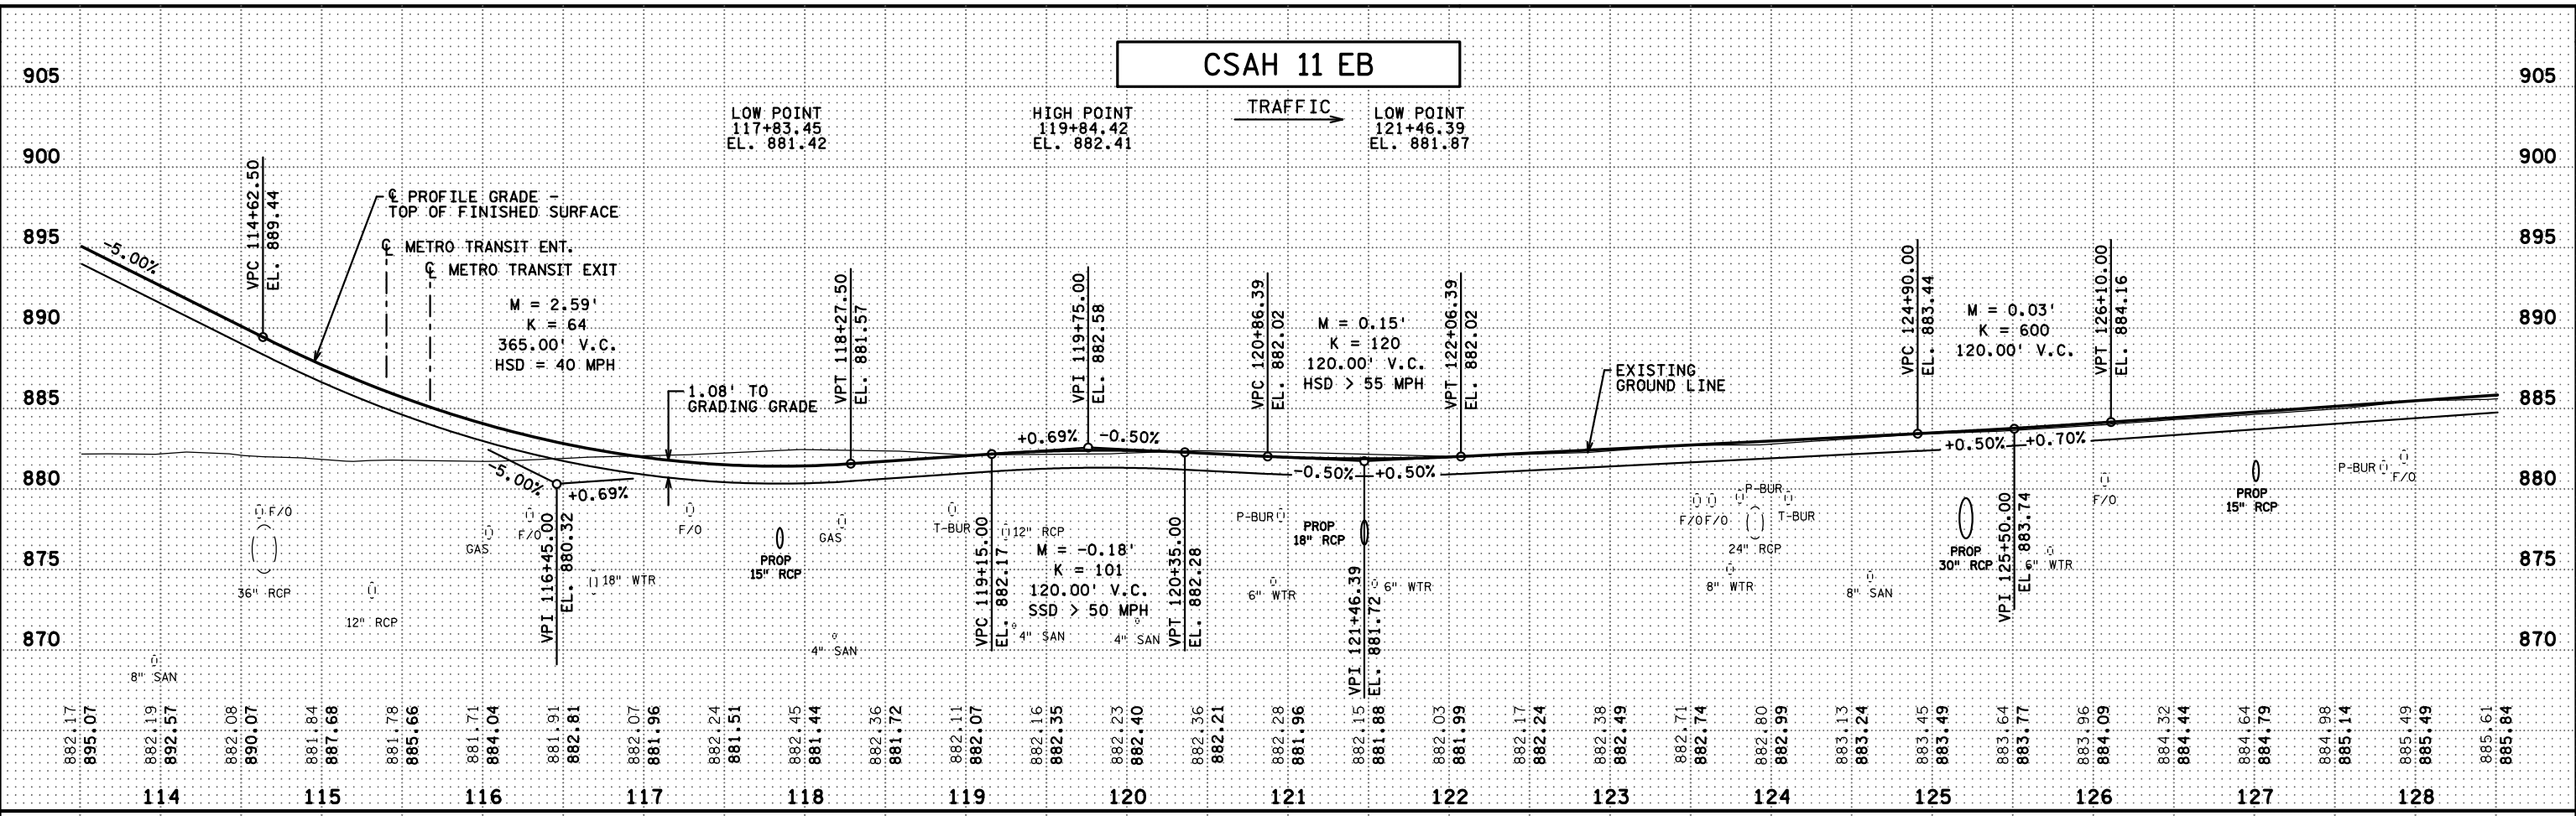 CSAH 11 EB
905
905
LOW POINT
117+83.45
EL. 881.42
HIGH POINT
119+84.42
EL. 882.41
TRAFFIC
LOW POINT
121+46.39
EL. 881.87
900
900
VPC 114+62.50
EL. 889.44
℄ PROFILE GRADE -
TOP OF FINISHED SURFACE
895
895
-5.00%
℄ METRO TRANSIT ENT.
℄ METRO TRANSIT EXIT
M = 2.59'
K = 64
365.00' V.C.
HSD = 40 MPH
VPT 118+27.50
EL. 881.57
VPI 119+75.00
EL. 882.58
VPC 120+86.39
EL. 882.02
M = 0.15'
K = 120
120.00' V.C.
HSD > 55 MPH
VPT 122+06.39
EL. 882.02
VPC 124+90.00
EL. 883.44
M = 0.03'
K = 600
120.00' V.C.
VPT 126+10.00
EL. 884.16
890
890
EXISTING
GROUND LINE
1.08' TO
GRADING GRADE
885
885
+0.69%
-0.50%
-0.50%
+0.50%
+0.50%
+0.70%
880
880
-5.00%
+0.69%
F/O
36" RCP
12" RCP
GAS
F/O
VPI 116+45.00
EL. 880.32
18" WTR
F/O
PROP
15" RCP
GAS
T-BUR
VPC 119+15.00
EL. 882.17
12" RCP
M = -0.18'
K = 101
120.00' V.C.
SSD > 50 MPH
VPT 120+35.00
EL. 882.28
P-BUR
PROP
18" RCP
6" WTR
VPI 121+46.39
EL. 881.72
6" WTR
F/O
F/O
P-BUR
T-BUR
24" RCP
8" WTR
8" SAN
PROP
30" RCP
VPI 125+50.00
EL. 883.74
6" WTR
F/O
PROP
15" RCP
P-BUR
F/O
875
875
870
870
8" SAN
4" SAN
4" SAN
4" SAN
882.17
895.07
882.19
892.57
882.08
890.07
881.84
887.68
881.78
885.66
881.71
884.04
881.91
882.81
882.07
881.96
882.24
881.51
882.45
881.44
882.36
881.72
882.11
882.07
882.16
882.35
882.23
882.40
882.36
882.21
882.28
881.96
882.15
881.88
882.03
881.99
882.17
882.24
882.38
882.49
882.71
882.74
882.80
882.99
883.13
883.24
883.45
883.49
883.64
883.77
883.96
884.09
884.32
884.44
884.64
884.79
884.98
885.14
885.49
885.49
885.61
885.84
114
115
116
117
118
119
120
121
122
123
124
125
126
127
128